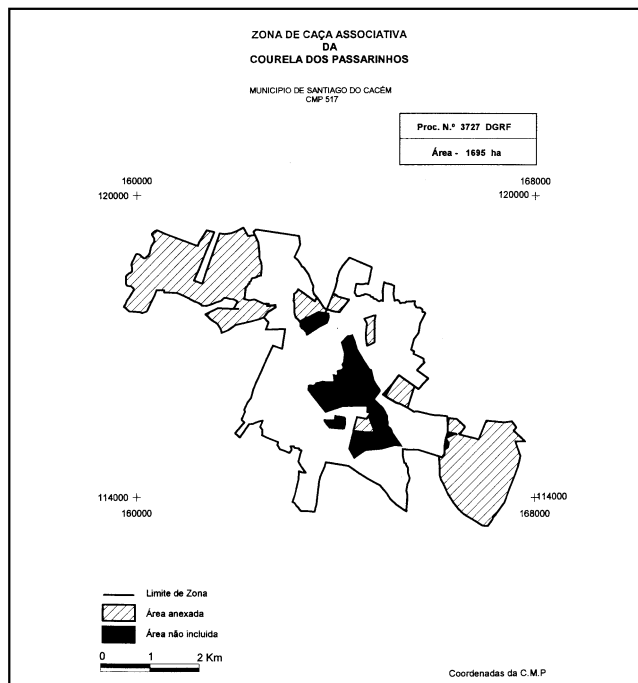 ZONA DE CAÇA ASSOCIATIVA
DA
COURELA DOS PASSARINHOS
MUNICIPIO DE SANTIAGO DO CACÉM
CMP 517
Proc. N.º 3727 DGRF
Área - 1695 ha
160000
168000
120000
120000
114000
114000
160000
168000
Limite de Zona
Área anexada
Área não incluida
0 1 2 Km
Coordenadas da C.M.P